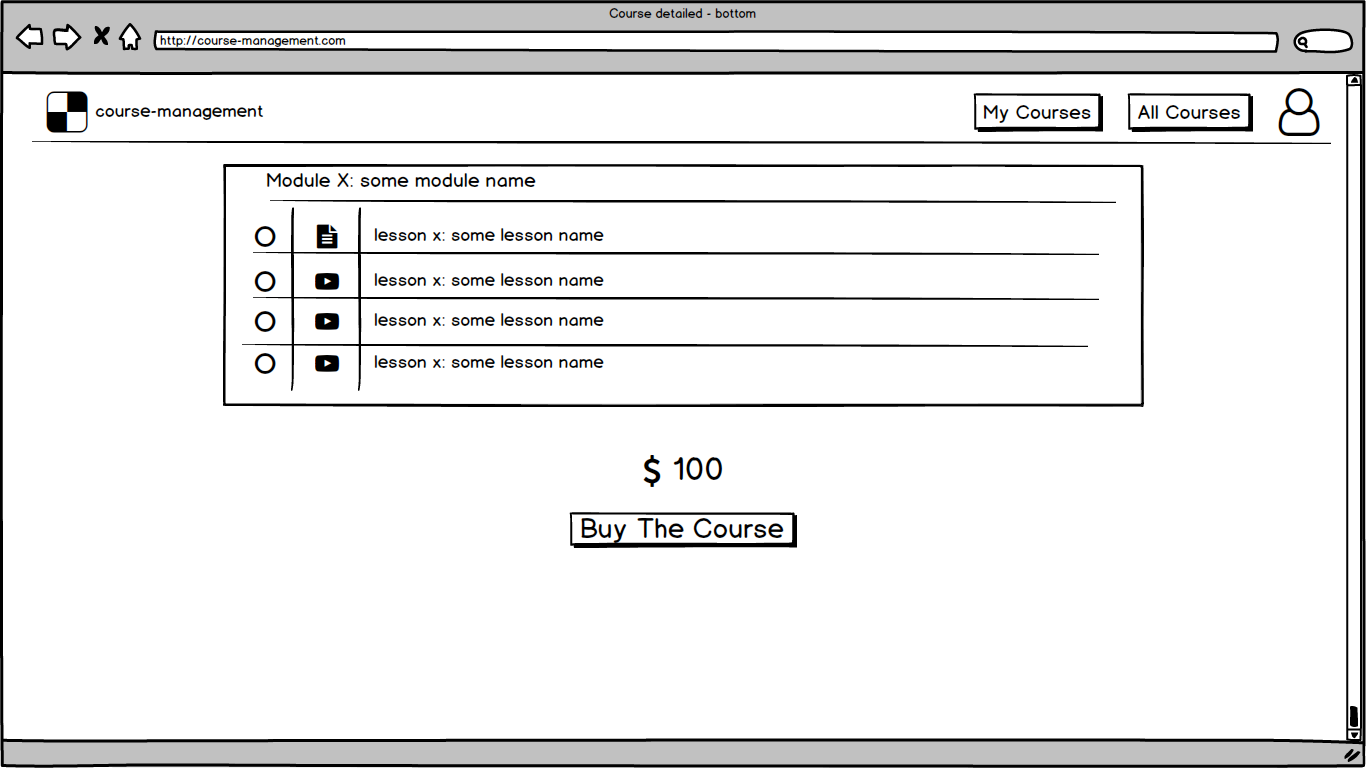 Course detailed - bottom
http://course-management.com
course-management
My Courses
All Courses
Module X: some module name
lesson x: some lesson name
lesson x: some lesson name
lesson x: some lesson name
lesson x: some lesson name
$ 100
Buy The Course